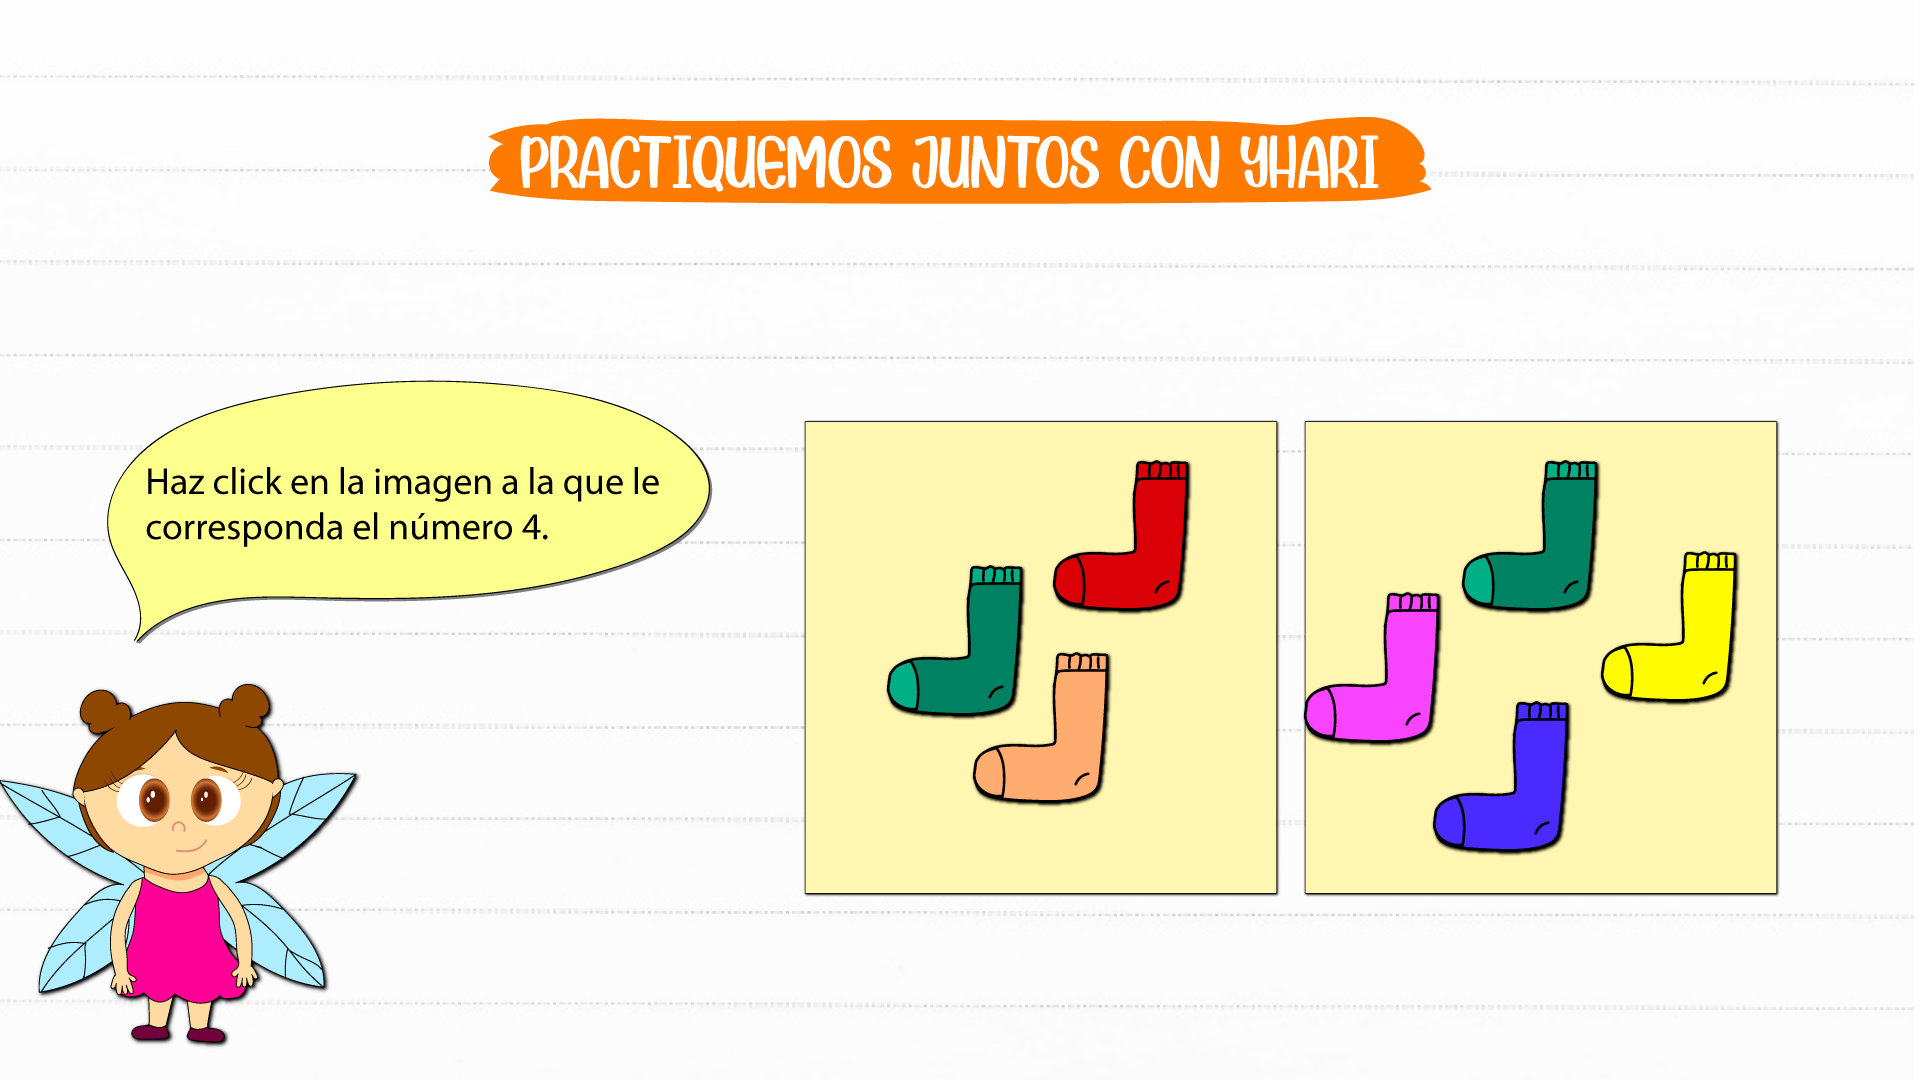 PRACTIQUEMOS JUNTOS CON YHARI
Haz click en la imagen a la que le
corresponda el número 4.